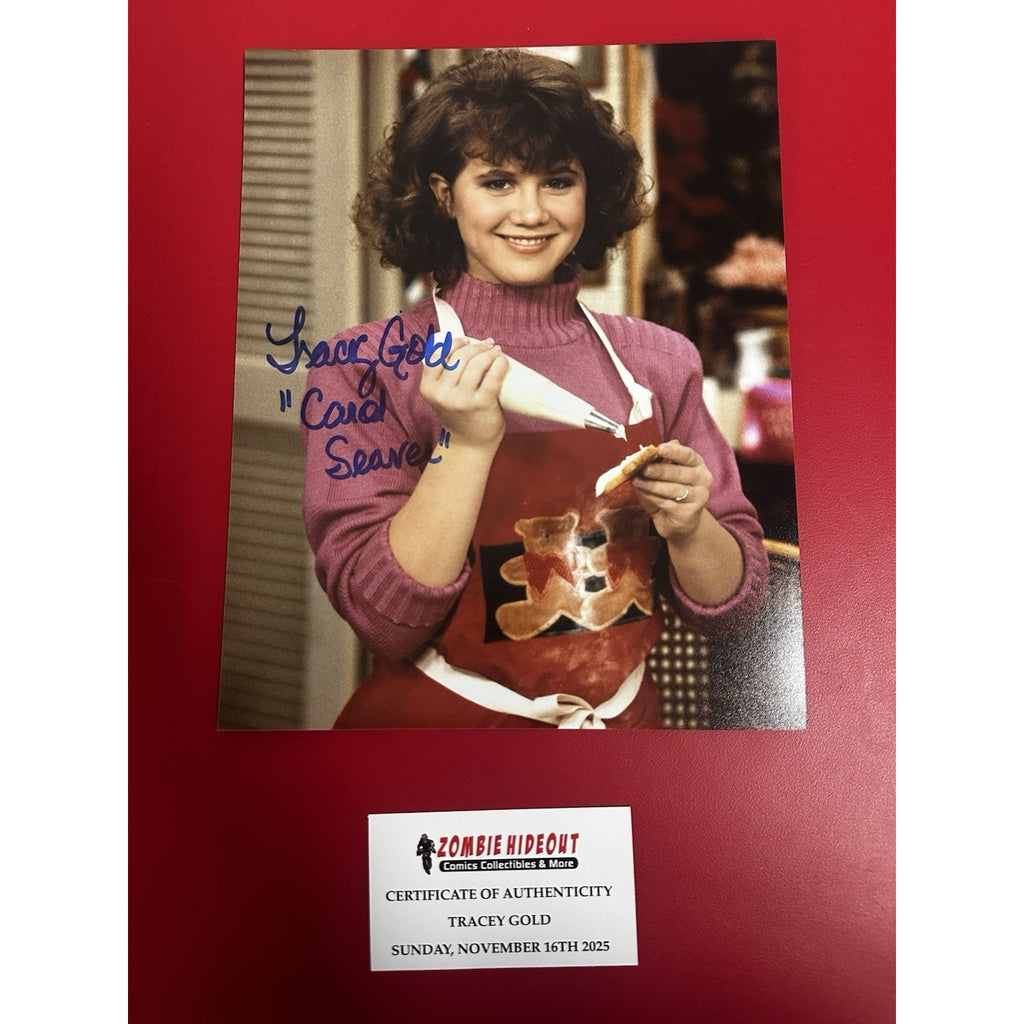 Tracey Gold
"Carol
Seaver"
ZOMBIE HIDEOUT
Comics Collectibles & More
CERTIFICATE OF AUTHENTICITY
TRACEY GOLD
SUNDAY, NOVEMBER 16TH 2025